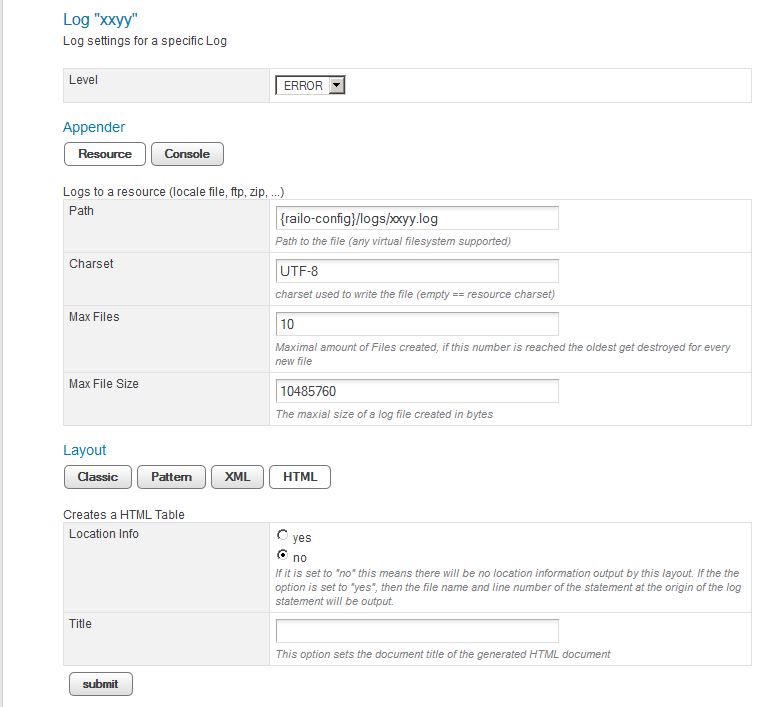 Log "xxyy"
Log settings for a specific Log
Level
ERROR
Appender
Resource Console
Logs to a resource (locale file, ftp, zip, ...)
Path
{railo-config}/logs/xxyy.log
Path to the file (any virtual filesystem supported)
Charset
UTF-8
charset used to write the file (empty == resource charset)
Max Files
10
Maximal amount of Files created, if this number is reached the oldest get destroyed for every
new file
Max File Size
10485760
The maxial size of a log file created in bytes
Layout
Classic Pattern XML HTML
Creates a HTML Table
Location Info
yes
no
If it is set to "no" this means there will be no location information output by this layout. If the the
option is set to "yes", then the file name and line number of the statement at the origin of the log
statement will be output.
Title
This option sets the document title of the generated HTML document
submit